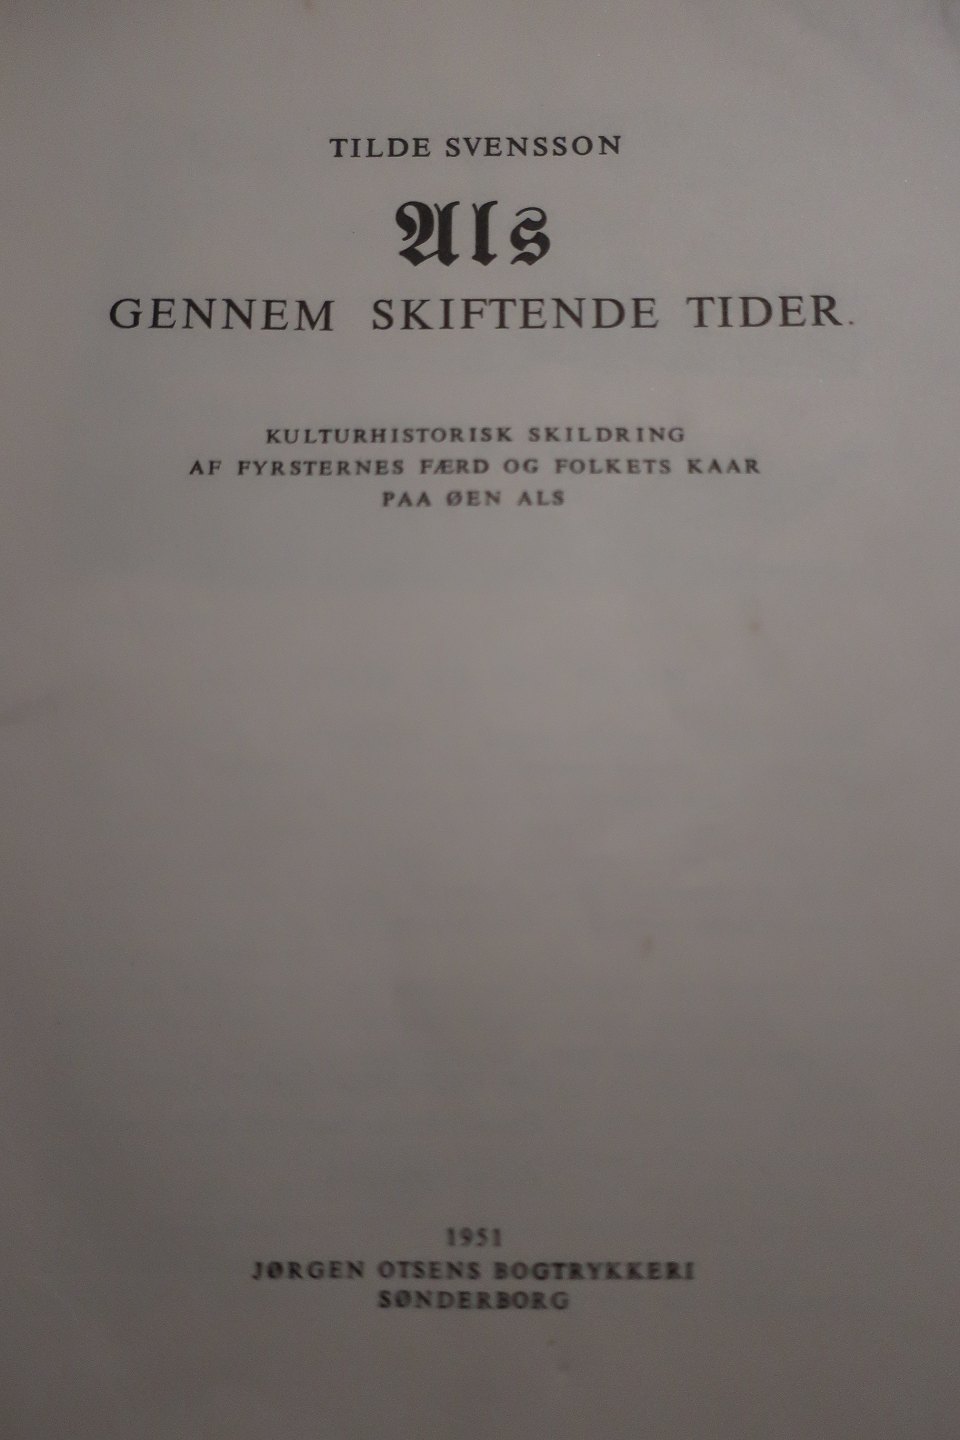 TILDE SVENSSON
Als
GENNEM SKIFTENDE TIDER.
KULTURHISTORISK SKILDRING
AF FYRSTERNES FÆRD OG FOLKETS KAAR
PAA ØEN ALS
1951
JØRGEN OTSENS BOGTRYKKERI
SØNDERBORG